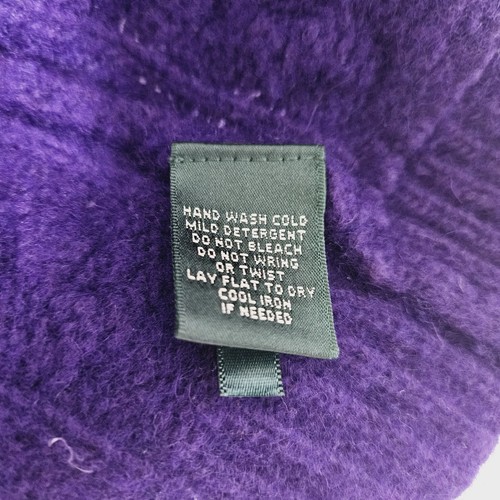 HAND WASH COLD
MILD DETERGENT
DO NOT BLEACH
DO NOT WRING
OR TWIST
LAY FLAT TO DRY
COOL IRON
IF NEEDED